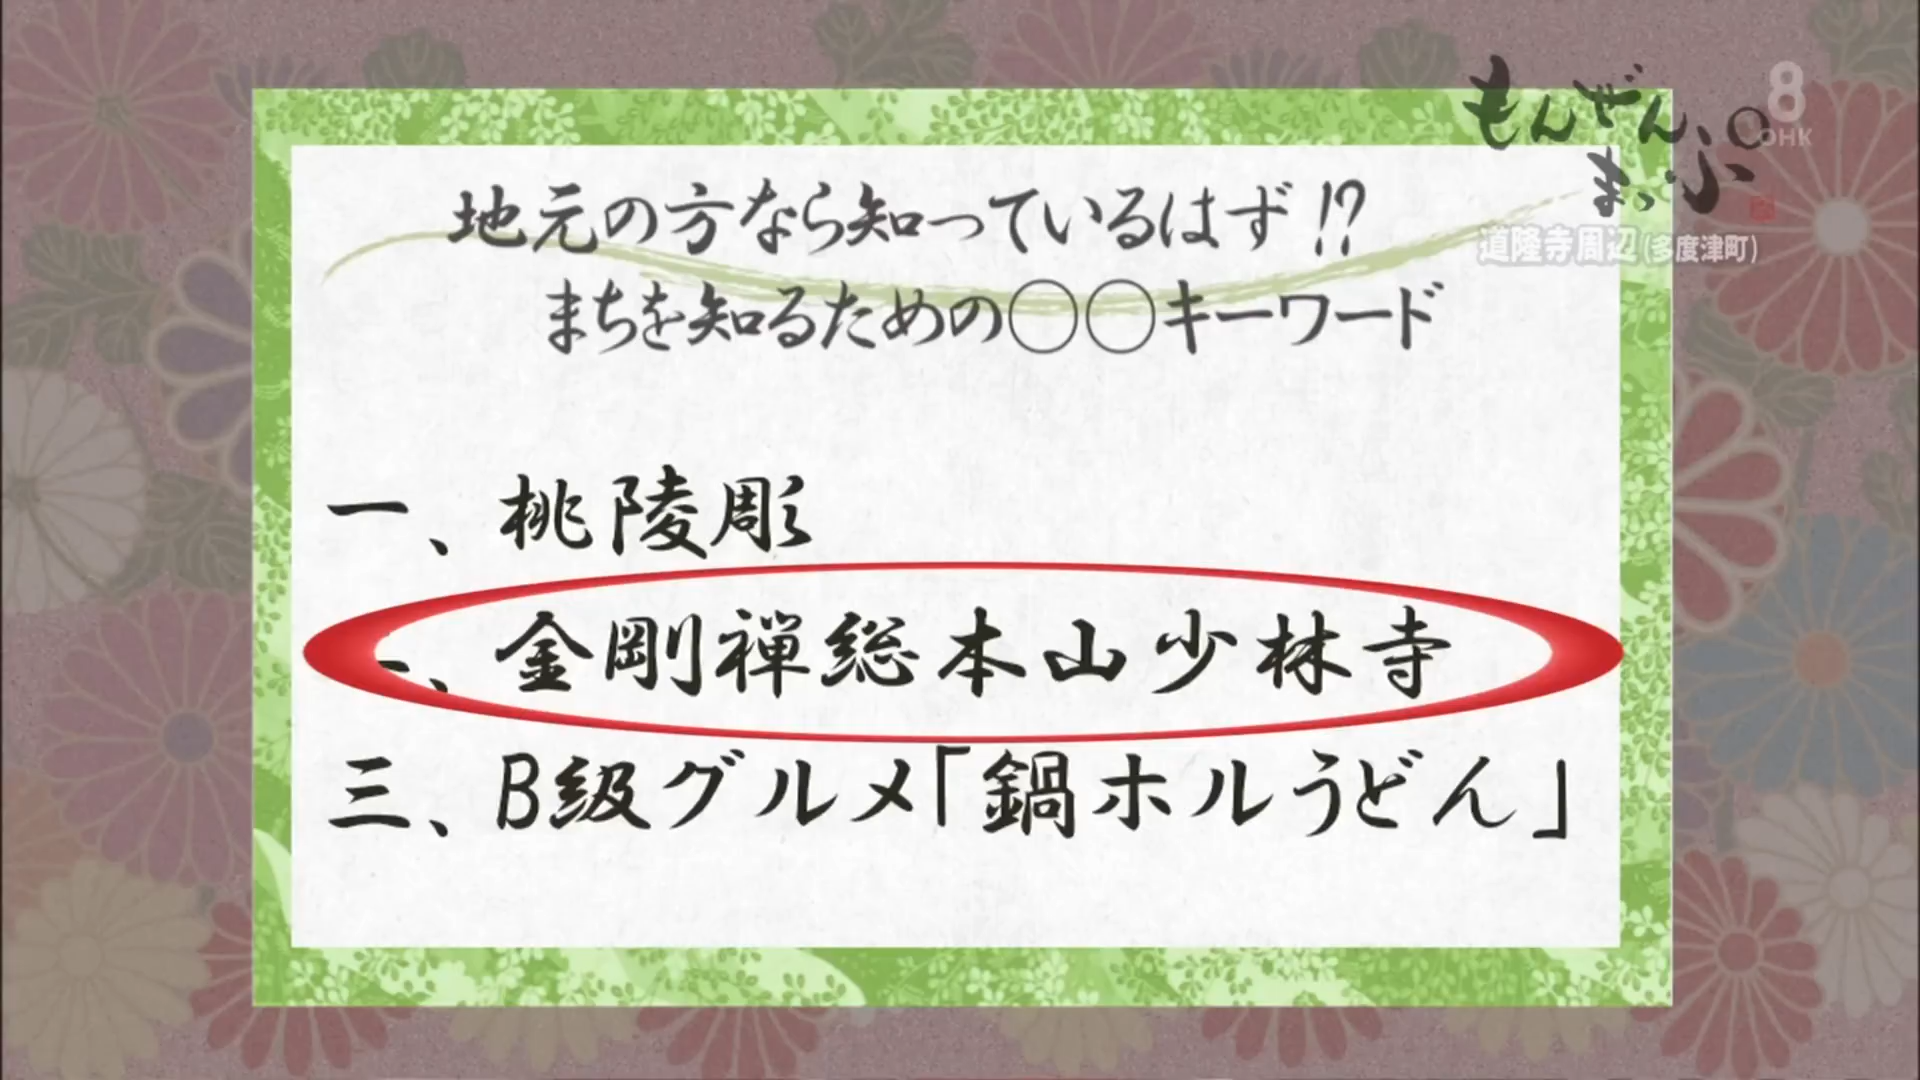 もんぜん、
まっぷ。
8
OHK
道隆寺周辺(多度津町)
地元の方なら知っているはず!?
まちを知るための○○キーワード
一、桃陵彫
二、金剛禅総本山少林寺
三、B級グルメ「鍋ホルうどん」